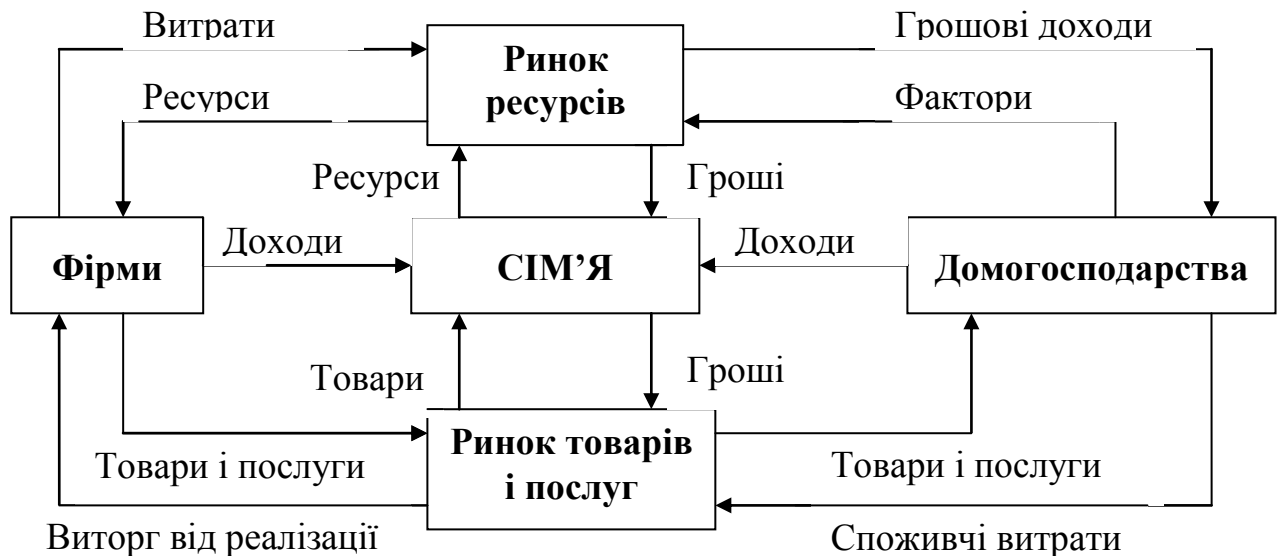 Витрати
Грошові доходи
Ринок
ресурсів
Ресурси
Фактори
Ресурси
Гроші
Фірми
Доходи
СІМ’Я
Доходи
Домогосподарства
Товари
Гроші
Товари і послуги
Ринок товарів
і послуг
Товари і послуги
Виторг від реалізації
Споживчі витрати